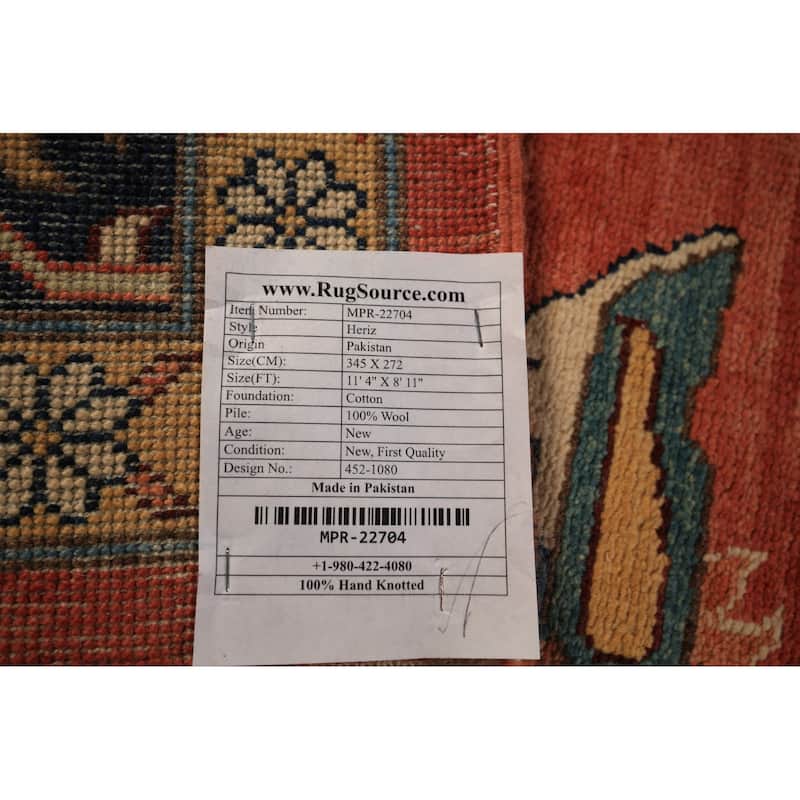 www.RugSource.com
Item Number: MPR-22704
Style Heriz
Origin Pakistan
Size(CM): 345 X 272
Size(FT): 11' 4" X 8' 11"
Foundation: Cotton
Pile: 100% Wool
Age: New
Condition: New, First Quality
Design No.: 452-1080
Made in Pakistan
MPR-22704
+1-980-422-4080
100% Hand Knotted